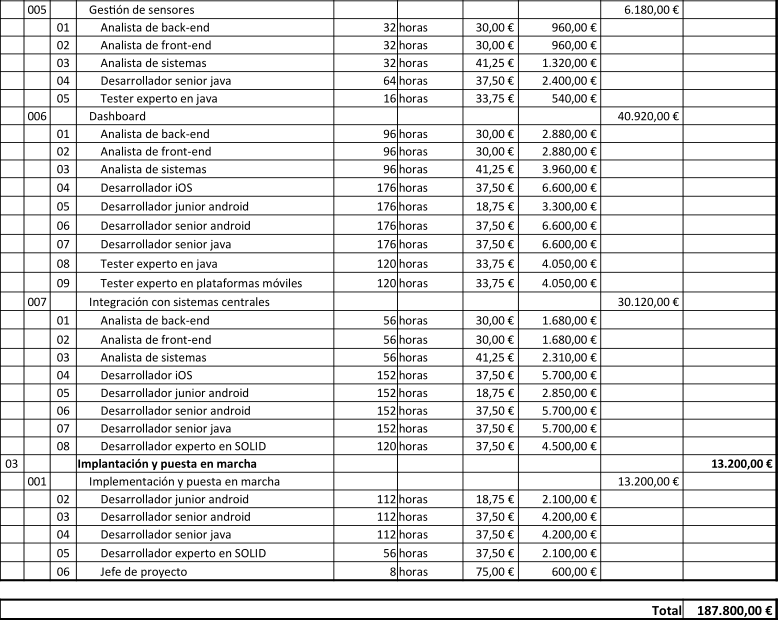 005 Gestión de sensores 6.180,00 €
01 Analista de back-end 32 horas 30,00 € 960,00 €
02 Analista de front-end 32 horas 30,00 € 960,00 €
03 Analista de sistemas 32 horas 41,25 € 1.320,00 €
04 Desarrollador senior java 64 horas 37,50 € 2.400,00 €
05 Tester experto en java 16 horas 33,75 € 540,00 €
006 Dashboard 40.920,00 €
01 Analista de back-end 96 horas 30,00 € 2.880,00 €
02 Analista de front-end 96 horas 30,00 € 2.880,00 €
03 Analista de sistemas 96 horas 41,25 € 3.960,00 €
04 Desarrollador iOS 176 horas 37,50 € 6.600,00 €
05 Desarrollador junior android 176 horas 18,75 € 3.300,00 €
06 Desarrollador senior android 176 horas 37,50 € 6.600,00 €
07 Desarrollador senior java 176 horas 37,50 € 6.600,00 €
08 Tester experto en java 120 horas 33,75 € 4.050,00 €
09 Tester experto en plataformas móviles 120 horas 33,75 € 4.050,00 €
007 Integración con sistemas centrales 30.120,00 €
01 Analista de back-end 56 horas 30,00 € 1.680,00 €
02 Analista de front-end 56 horas 30,00 € 1.680,00 €
03 Analista de sistemas 56 horas 41,25 € 2.310,00 €
04 Desarrollador iOS 152 horas 37,50 € 5.700,00 €
05 Desarrollador junior android 152 horas 18,75 € 2.850,00 €
06 Desarrollador senior android 152 horas 37,50 € 5.700,00 €
07 Desarrollador senior java 152 horas 37,50 € 5.700,00 €
08 Desarrollador experto en SOLID 120 horas 37,50 € 4.500,00 €
03 Implantación y puesta en marcha 13.200,00 €
001 Implementación y puesta en marcha 13.200,00 €
02 Desarrollador junior android 112 horas 18,75 € 2.100,00 €
03 Desarrollador senior android 112 horas 37,50 € 4.200,00 €
04 Desarrollador senior java 112 horas 37,50 € 4.200,00 €
05 Desarrollador experto en SOLID 56 horas 37,50 € 2.100,00 €
06 Jefe de proyecto 8 horas 75,00 € 600,00 €
Total 187.800,00 €